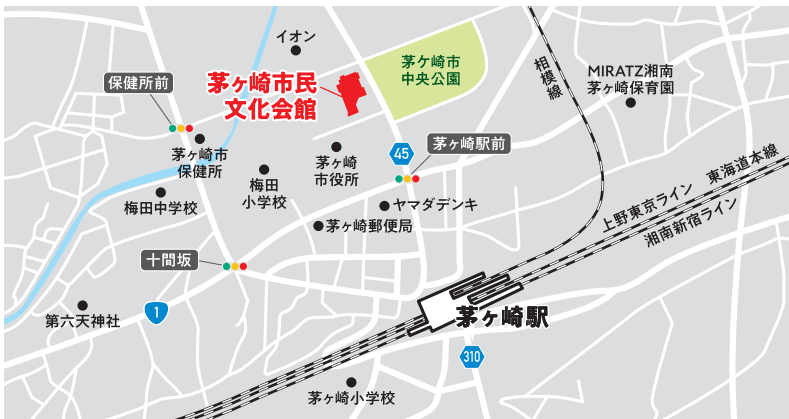 イオン
茅ケ崎市
中央公園
相模線
MIRATZ湘南
茅ヶ崎保育園
保健所前
茅ヶ崎市民
文化会館
茅ヶ崎市
保健所
茅ヶ崎
市役所
45
茅ヶ崎駅前
梅田
小学校
梅田中学校
ヤマダデンキ
茅ヶ崎郵便局
上野東京ライン
東海道本線
湘南新宿ライン
十間坂
第六天神社
1
茅ヶ崎駅
310
茅ヶ崎小学校